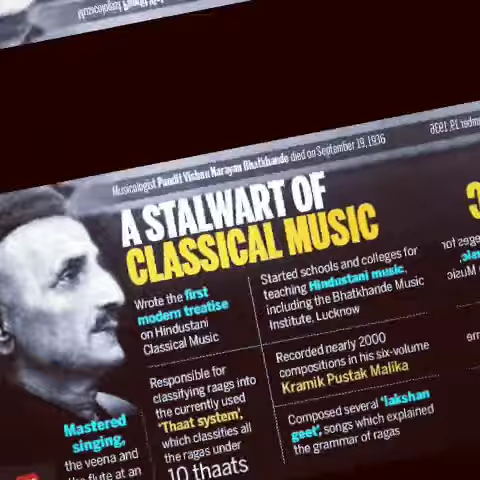 Musicologist Pandit Vishnu Narayan Bhatkhande died on September 19, 1936
A STALWART OF
CLASSICAL MUSIC
Wrote the first
modern treatise
on Hindustani
Classical Music
Started schools and colleges for
teaching Hindustani music,
including the Bhatkhande Music
Institute, Lucknow
Responsible for
classifying raags into
the currently used
'Thaat system',
which classifies all
the ragas under
10 thaats
Recorded nearly 2000
compositions in his six-volume
Kramik Pustak Malika
Composed several 'lakshan
geet', songs which explained
the grammar of ragas
Mastered
singing,
the veena and
the flute at an